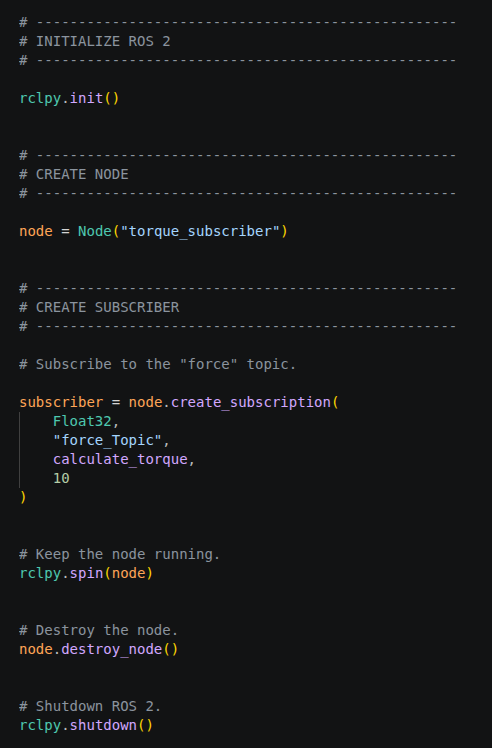 # --------------------------------------------------
# INITIALIZE ROS 2
# --------------------------------------------------
rclpy.init()
# --------------------------------------------------
# CREATE NODE
# --------------------------------------------------
node = Node("torque_subscriber")
# --------------------------------------------------
# CREATE SUBSCRIBER
# --------------------------------------------------
# Subscribe to the "force" topic.
subscriber = node.create_subscription(
    Float32,
    "force_Topic",
    calculate_torque,
    10
)
# Keep the node running.
rclpy.spin(node)
# Destroy the node.
node.destroy_node()
# Shutdown ROS 2.
rclpy.shutdown()